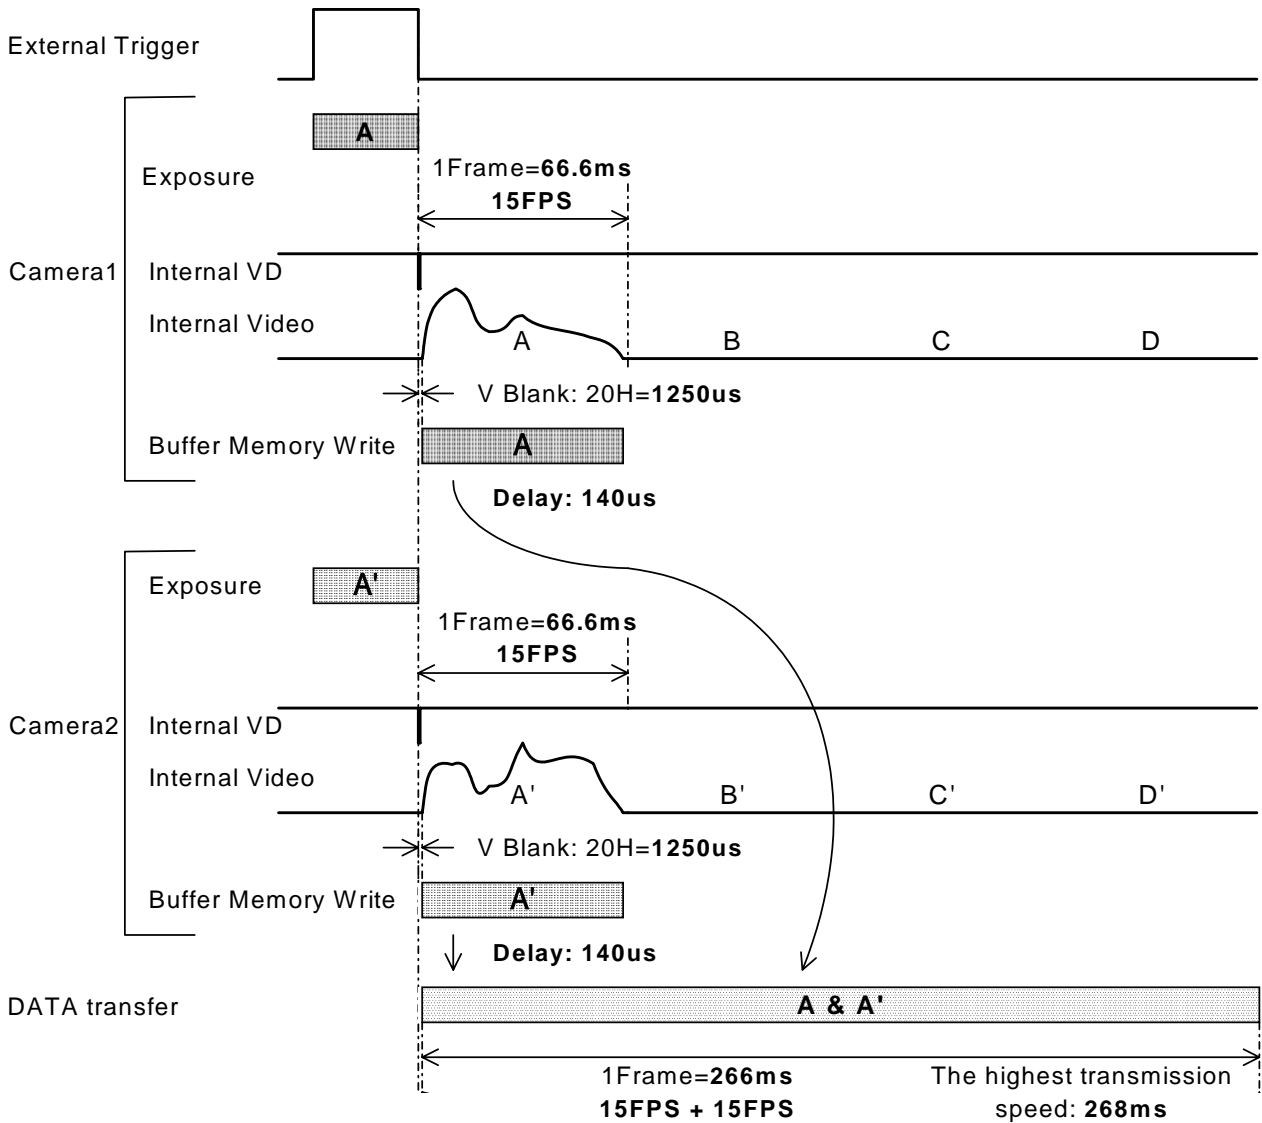 External Trigger
A
1Frame=66.6ms
Exposure
15FPS
Camera1
Internal VD
Internal Video
A B C D
V Blank: 20H=1250us
Buffer Memory Write
A
Delay: 140us
Exposure
A'
1Frame=66.6ms
15FPS
Camera2
Internal VD
Internal Video
A' B' C' D'
V Blank: 20H=1250us
Buffer Memory Write
A'
Delay: 140us
DATA transfer
A & A'
1Frame=266ms
15FPS + 15FPS
The highest transmission
speed: 268ms